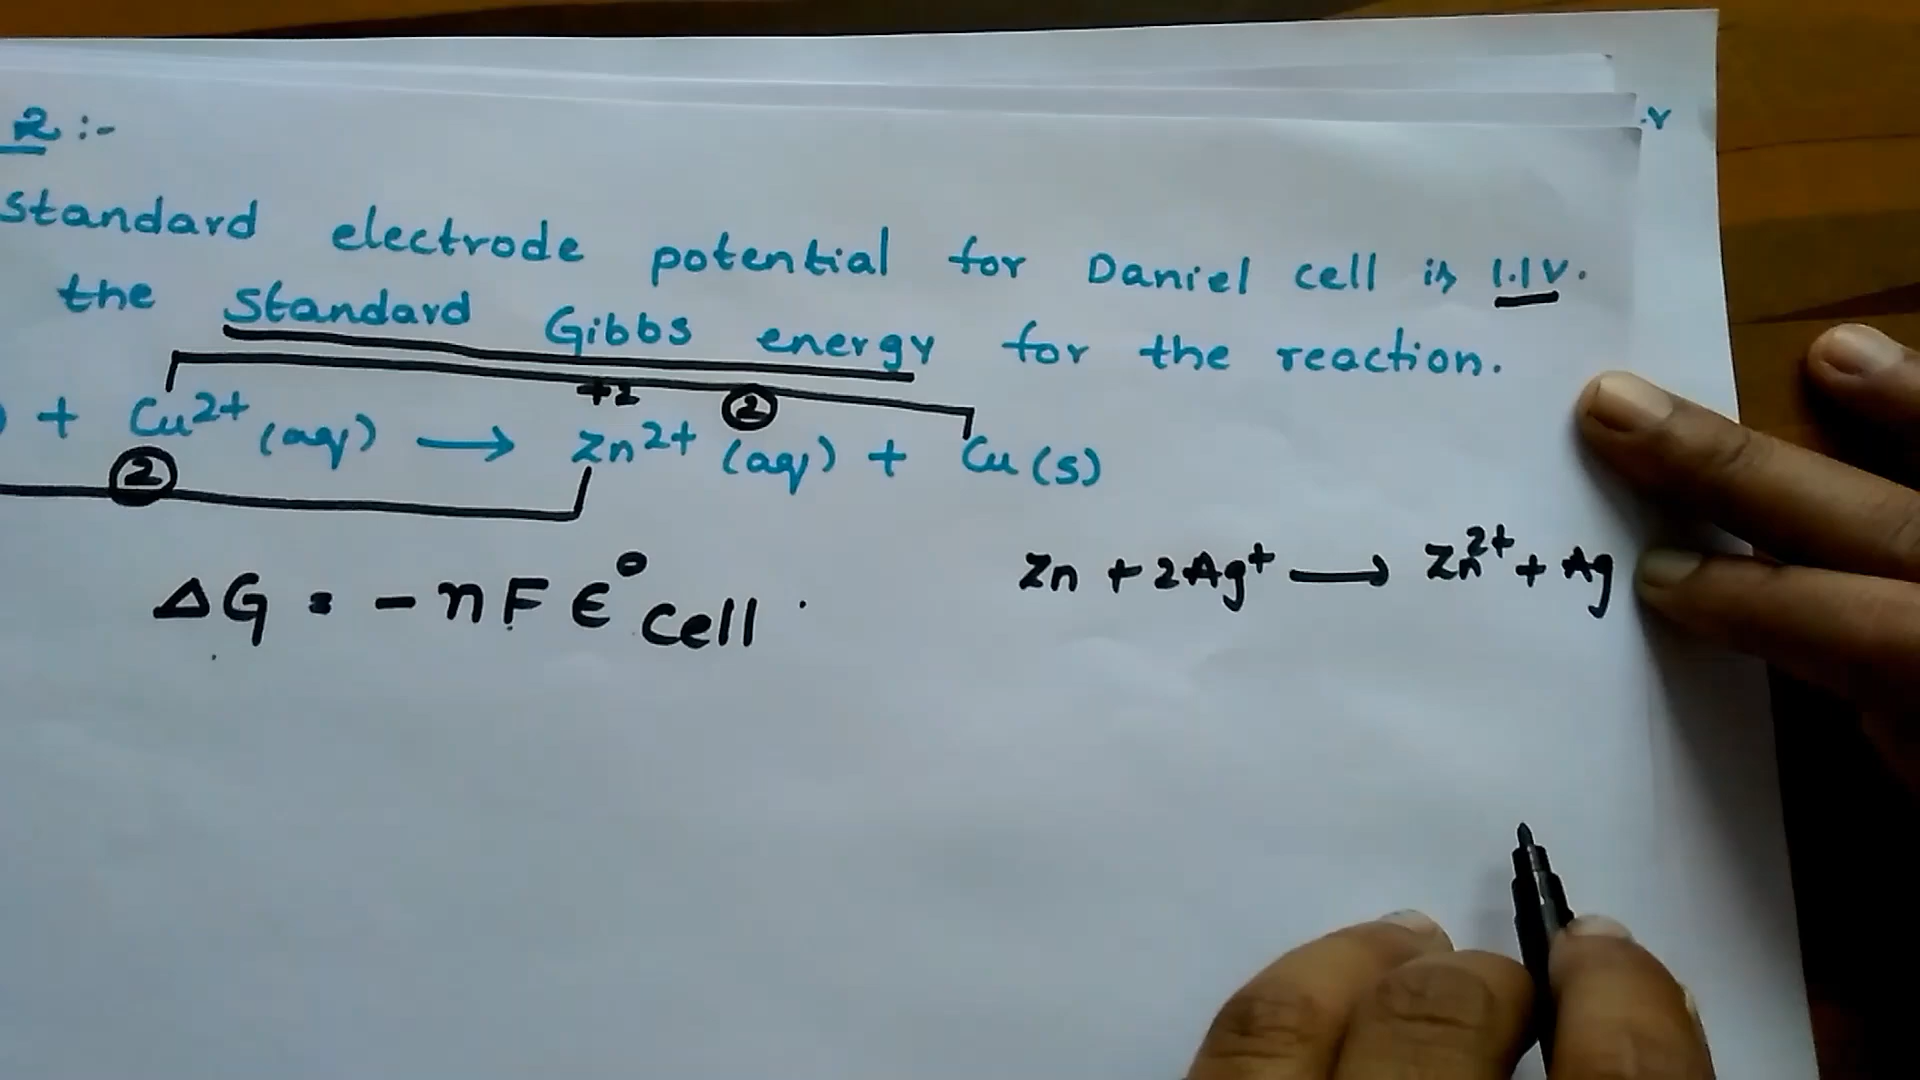 2 :-
standard electrode potential for Daniel cell is 1.1V.
the standard Gibbs energy for the reaction.
+2 ②
+ Cu2+ (aq) → Zn2+ (aq) + Cu (s)
②
ΔG = - n F E° cell .
Zn + 2Ag+ → Zn2+ + Ag